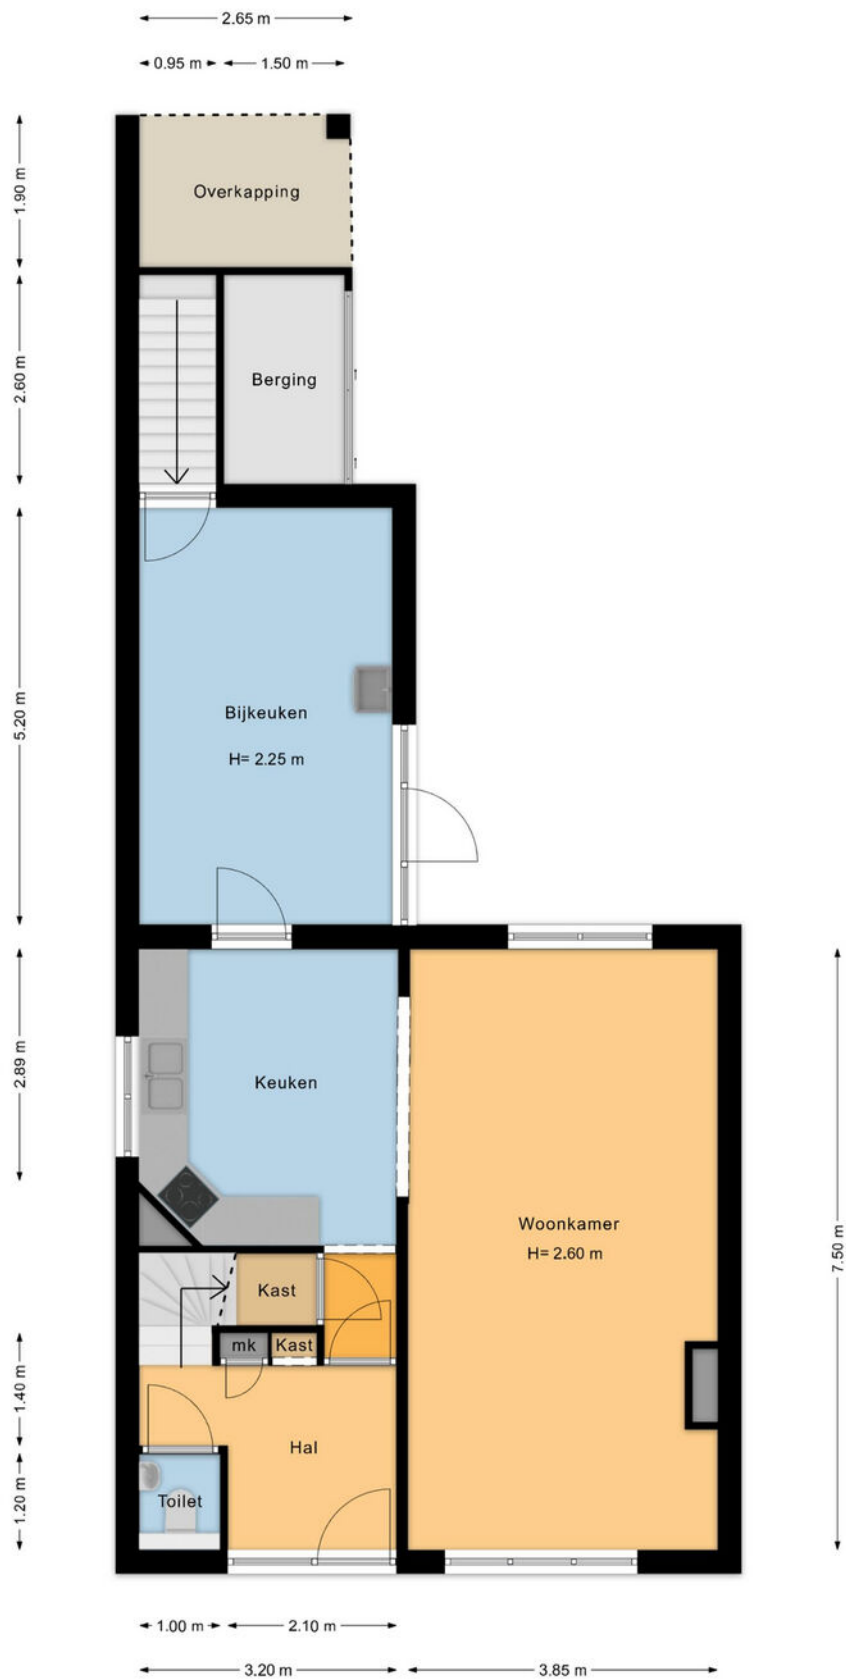 2.65 m
0.95 m
1.50 m
1.90 m
Overkapping
2.60 m
Berging
5.20 m
Bijkeuken
H= 2.25 m
2.89 m
Keuken
Woonkamer
H= 2.60 m
7.50 m
Kast
mk
Kast
1.40 m
Hal
1.20 m
Toilet
1.00 m
2.10 m
3.20 m
3.85 m